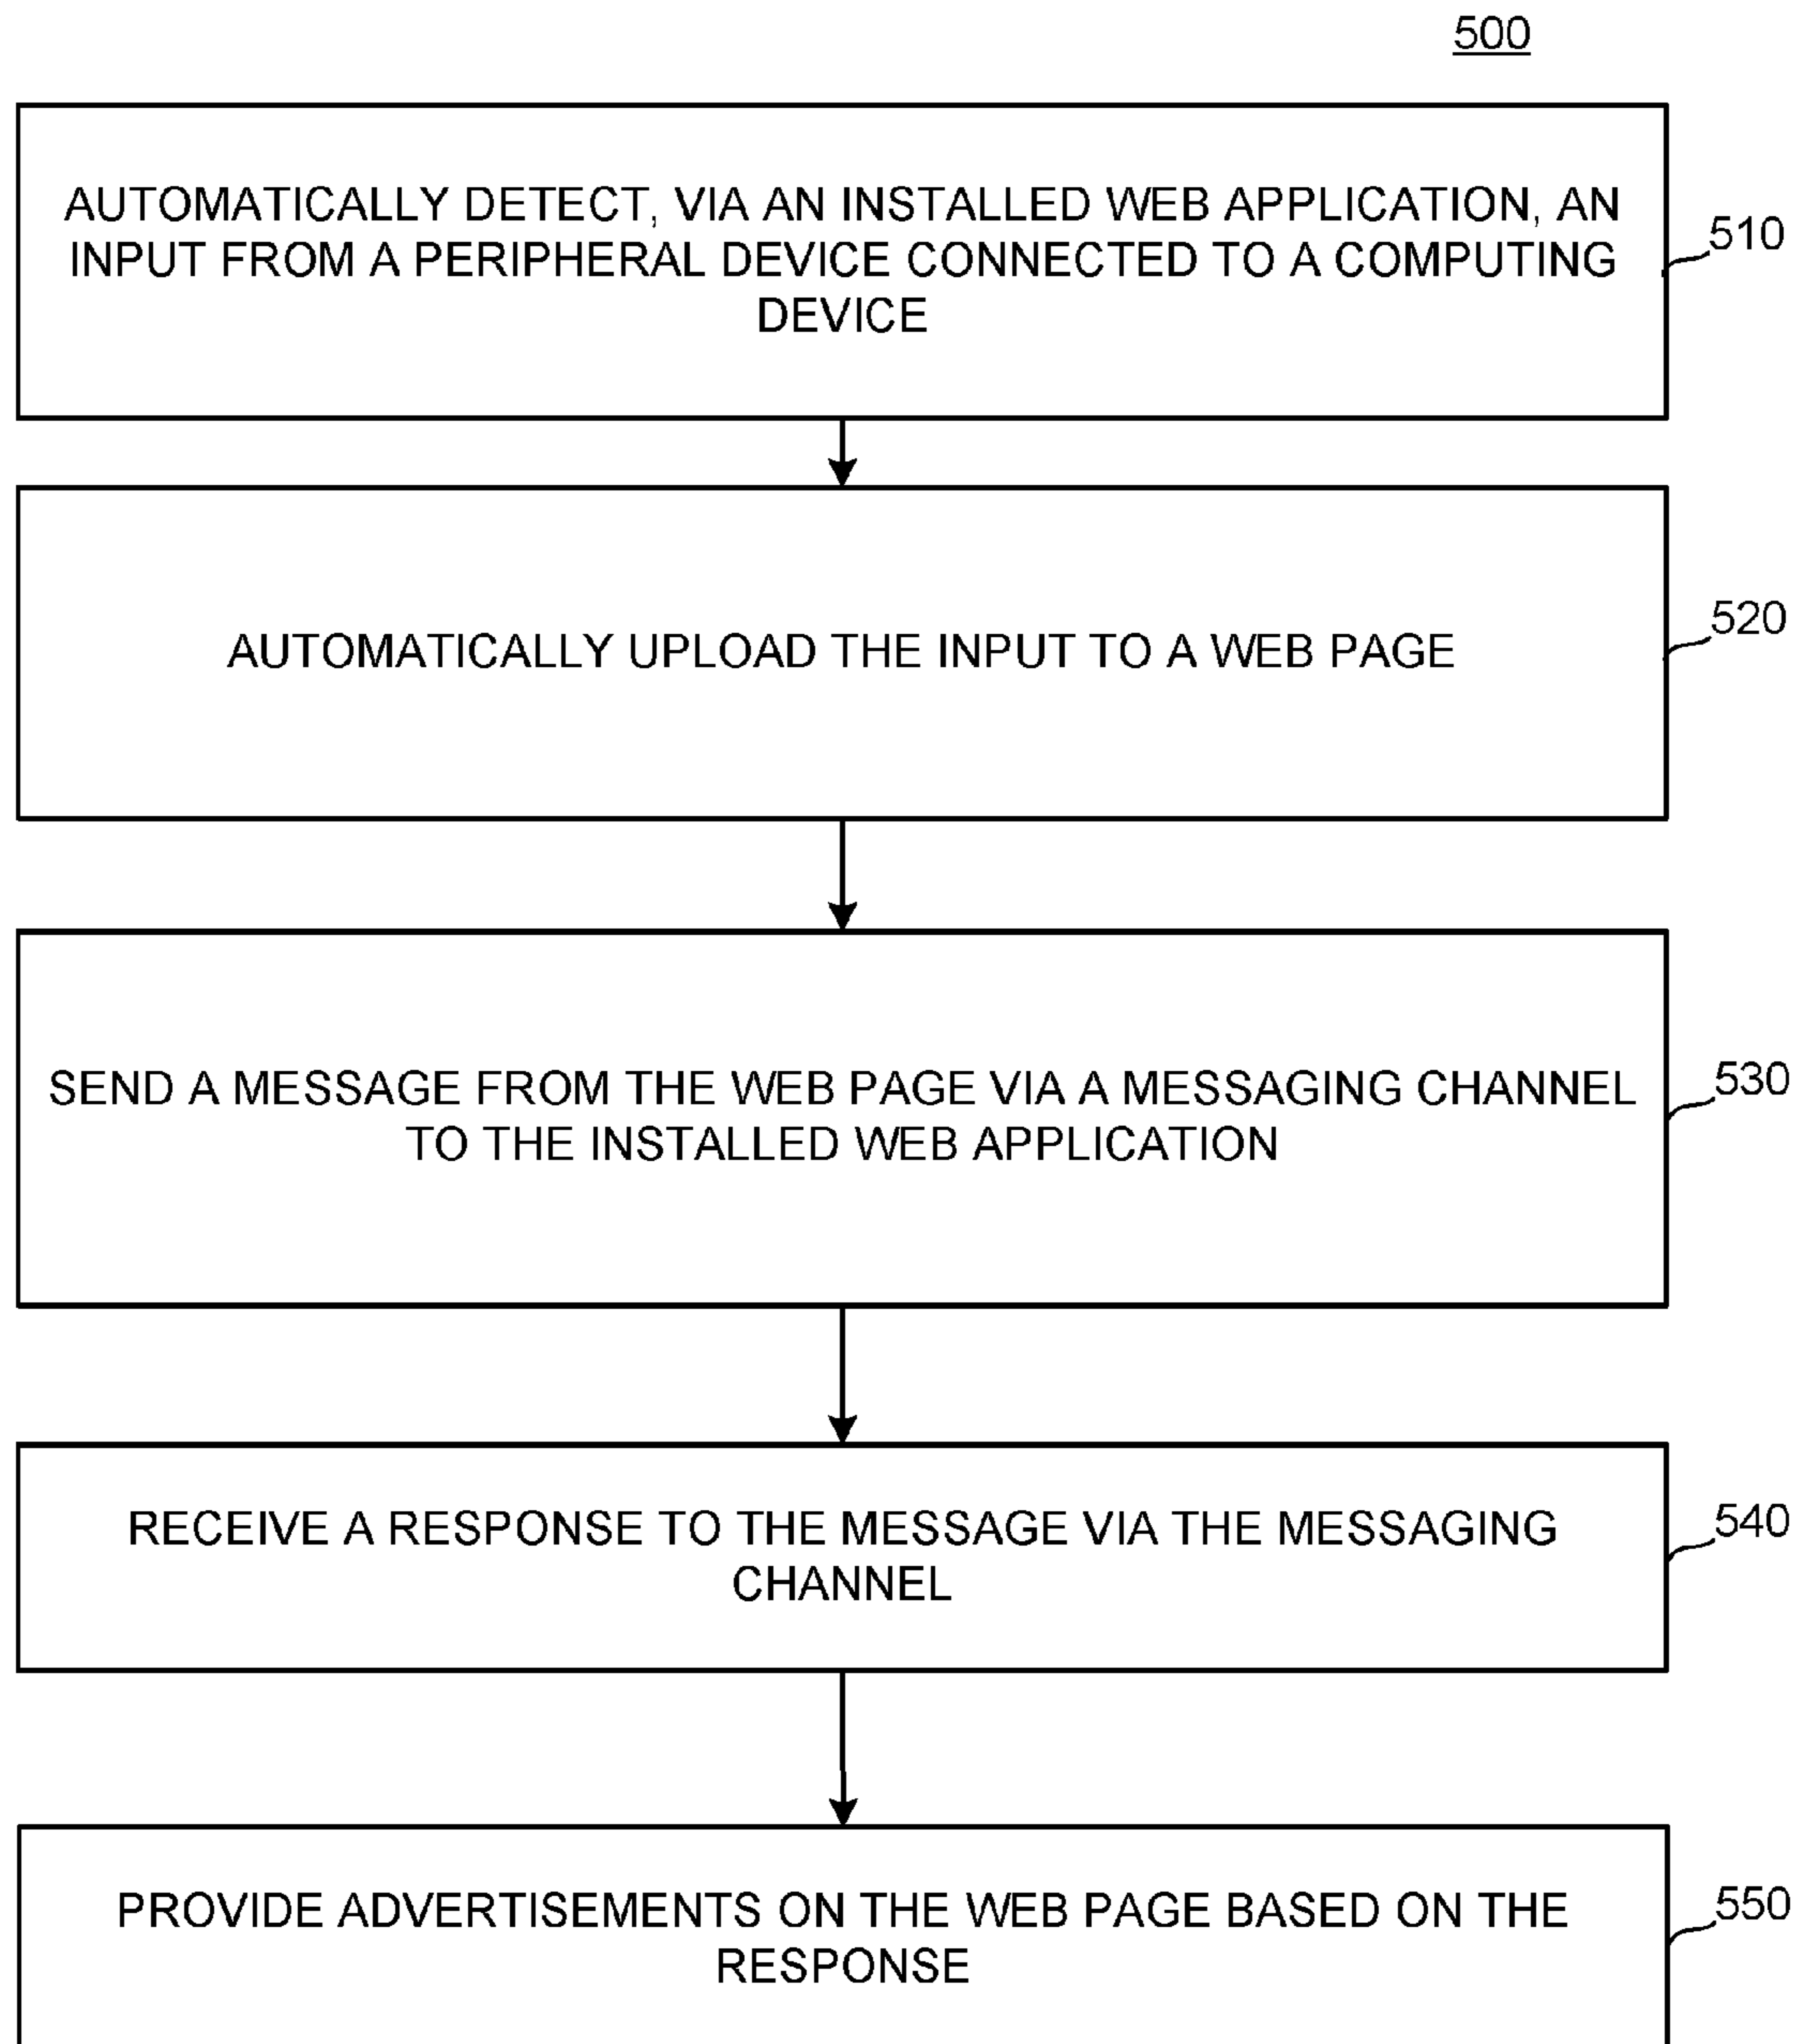 500
AUTOMATICALLY DETECT, VIA AN INSTALLED WEB APPLICATION, AN
INPUT FROM A PERIPHERAL DEVICE CONNECTED TO A COMPUTING
DEVICE
510
AUTOMATICALLY UPLOAD THE INPUT TO A WEB PAGE
520
SEND A MESSAGE FROM THE WEB PAGE VIA A MESSAGING CHANNEL
TO THE INSTALLED WEB APPLICATION
530
RECEIVE A RESPONSE TO THE MESSAGE VIA THE MESSAGING
CHANNEL
540
PROVIDE ADVERTISEMENTS ON THE WEB PAGE BASED ON THE
RESPONSE
550